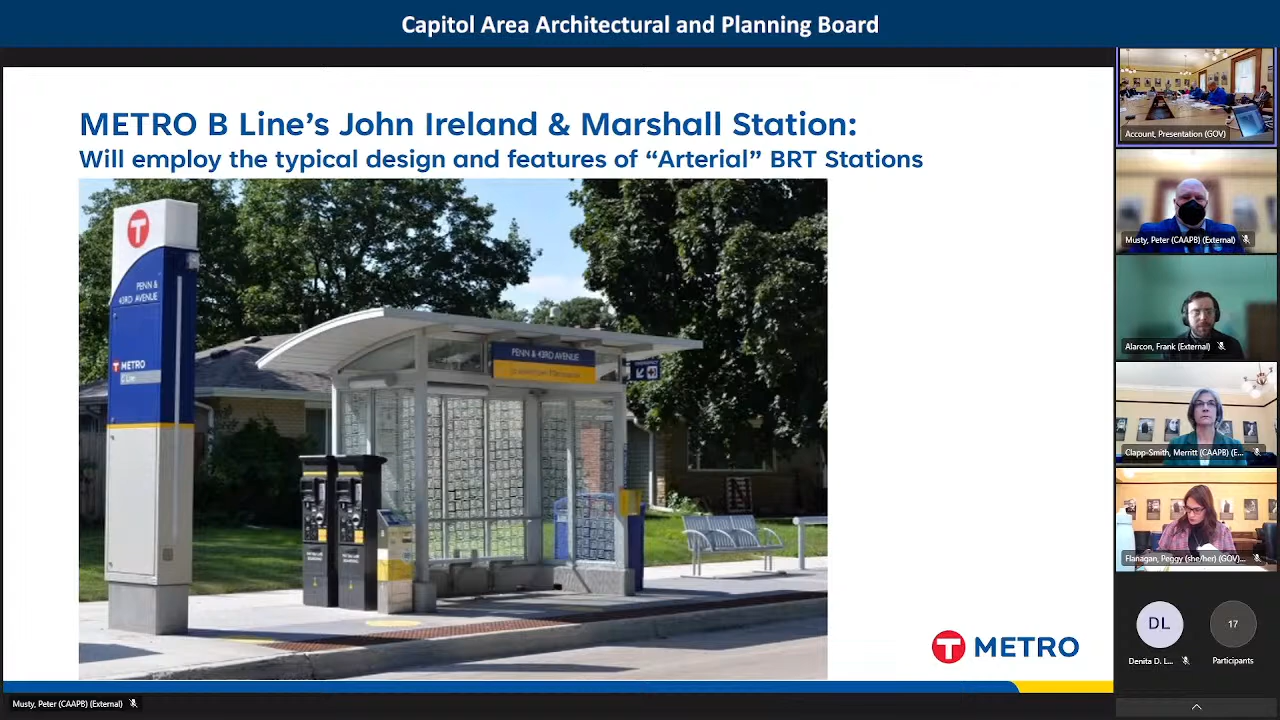 Capitol Area Architectural and Planning Board
METRO B Line's John Ireland & Marshall Station:
Will employ the typical design and features of “Arterial” BRT Stations
T
PENN &
43RD AVENUE
T METRO
C Line
PENN & 43RD AVENUE
T METRO
Account, Presentation (GOV)
Musty, Peter (CAAPB) (External)
Alarcon, Frank (External)
Clapp-Smith, Merritt (CAAPB) (E...
Flanagan, Peggy (she/her) (GOV)...
DL
Denita D. L...
17
Participants
Musty, Peter (CAAPB) (External)